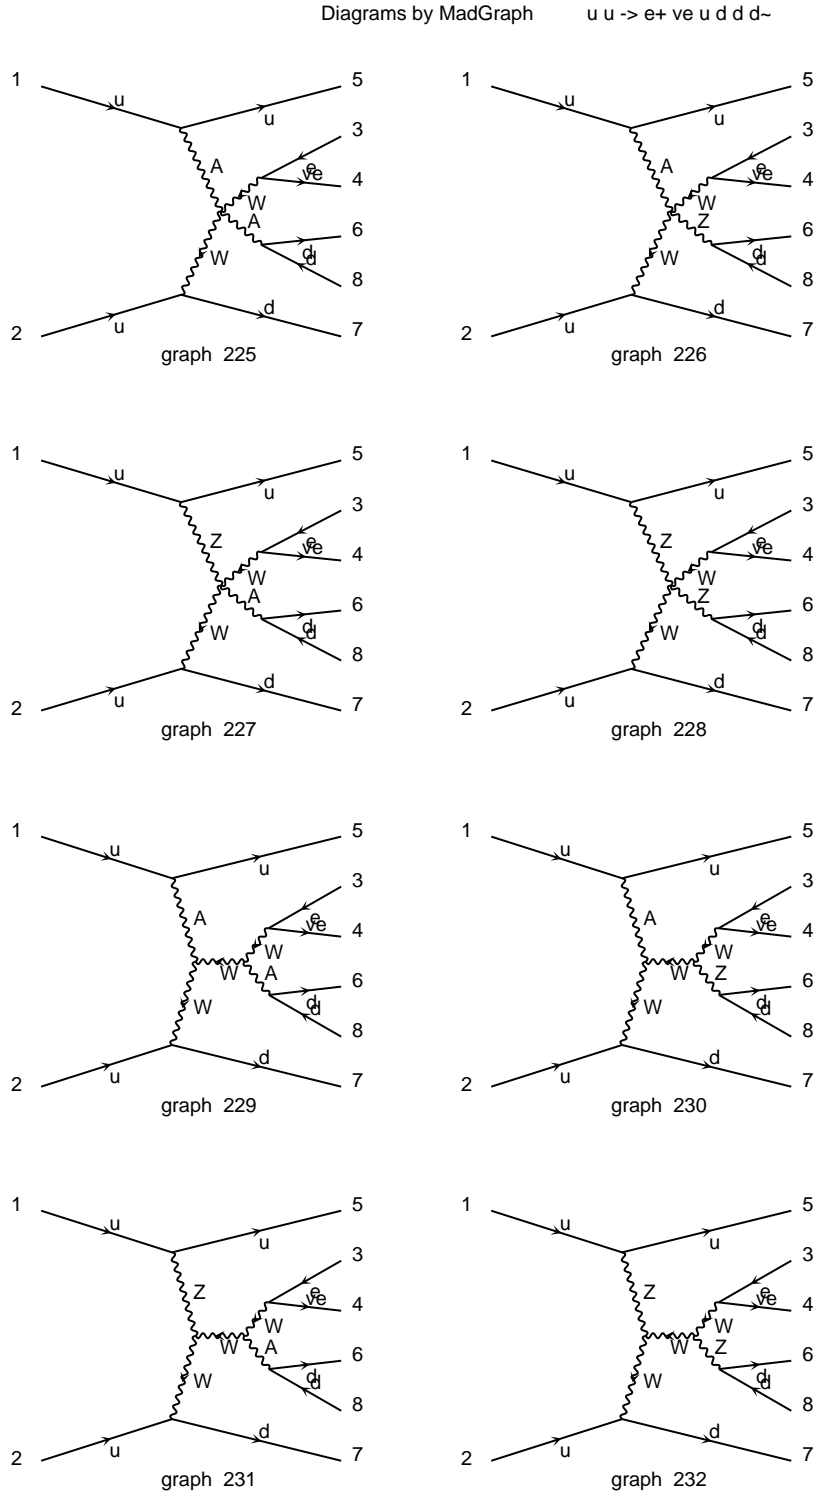 Diagrams by MadGraph u u -> e+ ve u d d d~
1 u u 5
A e 3
W ve 4
A d 6
W d 8
2 u d 7
graph 225
1 u u 5
A e 3
W ve 4
Z d 6
W d 8
2 u d 7
graph 226
1 u u 5
Z e 3
W ve 4
A d 6
W d 8
2 u d 7
graph 227
1 u u 5
Z e 3
W ve 4
Z d 6
W d 8
2 u d 7
graph 228
1 u u 5
A e 3
W ve 4
W A d 6
W d 8
2 u d 7
graph 229
1 u u 5
A e 3
W ve 4
W Z d 6
W d 8
2 u d 7
graph 230
1 u u 5
Z e 3
W ve 4
W A d 6
W d 8
2 u d 7
graph 231
1 u u 5
Z e 3
W ve 4
W Z d 6
W d 8
2 u d 7
graph 232